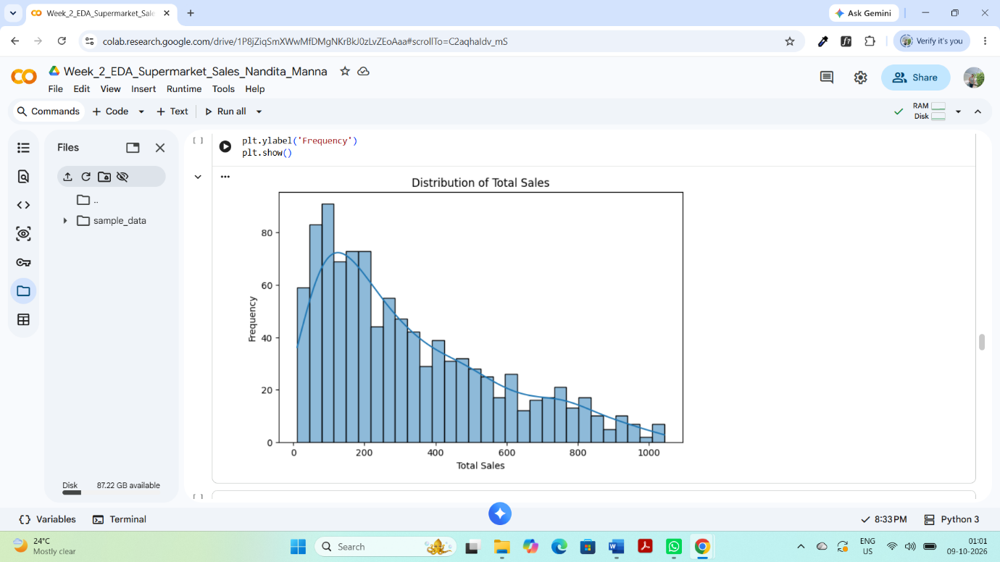 Week_2_EDA_Supermarket_Sale
Ask Gemini
colab.research.google.com/drive/1P8jZiqSmXWwMfDMgNKrBkJ0zLvZEoAaa#scrollTo=C2aqhaIdv_mS
Verify it's you
Week_2_EDA_Supermarket_Sales_Nandita_Manna
File Edit View Insert Runtime Tools Help
Share
Commands + Code + Text Run all
RAM
Disk
Files
..
sample_data
Disk 87.22 GB available
[ ]
plt.ylabel('Frequency')
plt.show()
Distribution of Total Sales
Frequency
80
60
40
20
0
0 200 400 600 800 1000
Total Sales
[ ]
Variables Terminal
8:33 PM Python 3
24°C
Mostly clear
Search
ENG
US
01:01
09-10-2026